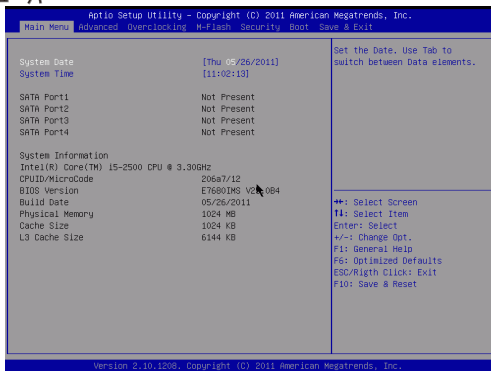 Aptio Setup Utility – Copyright (C) 2011 American Megatrends, Inc.
Main Menu Advanced Overclocking M-Flash Security Boot Save & Exit
Set the Date. Use Tab to
switch between Data elements.
System Date [Thu 05/26/2011]
System Time [11:02:13]
SATA Port1 Not Present
SATA Port2 Not Present
SATA Port3 Not Present
SATA Port4 Not Present
System Information
Intel(R) Core(TM) i5-2500 CPU @ 3.30GHz
CPUID/MicroCode 206a7/12
BIOS Version E7680IMS
Build Date 05/26/2011
Physical Memory 1024 MB
Cache Size 1024 KB
L3 Cache Size 6144 KB
→←: Select Screen
↑↓: Select Item
Enter: Select
+/-: Change Opt.
F1: General Help
F6: Optimized Defaults
ESC/Rigth Click: Exit
F10: Save & Reset
Version 2.10.1208. Copyright (C) 2011 American Megatrends, Inc.